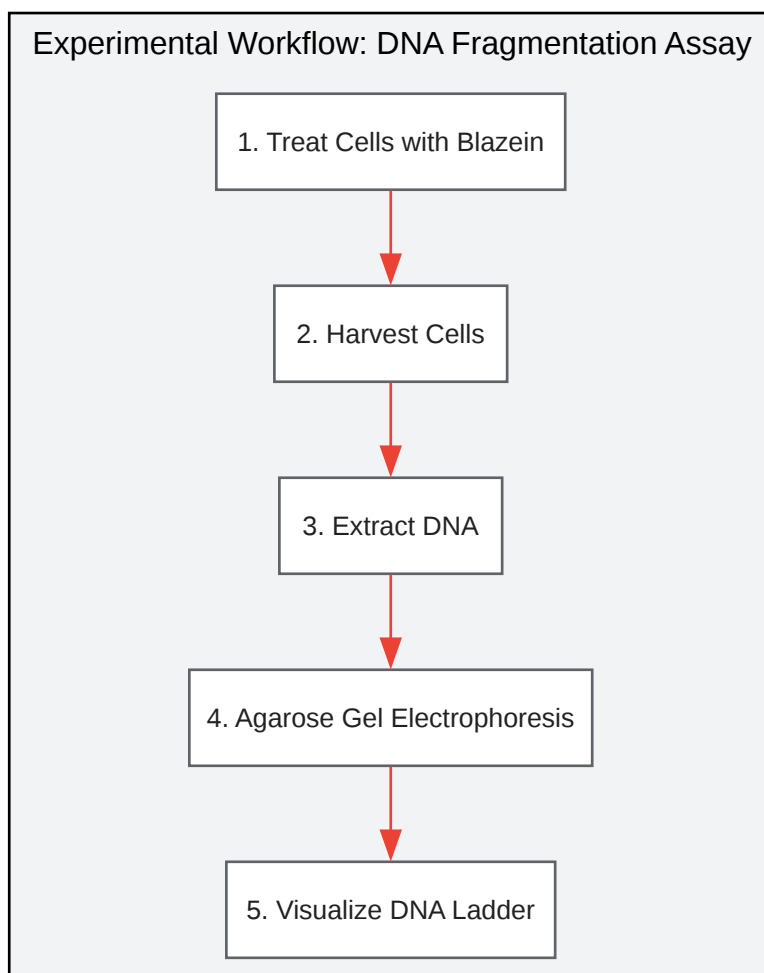 Experimental Workflow: DNA Fragmentation Assay
1. Treat Cells with Blazein
2. Harvest Cells
3. Extract DNA
4. Agarose Gel Electrophoresis
5. Visualize DNA Ladder